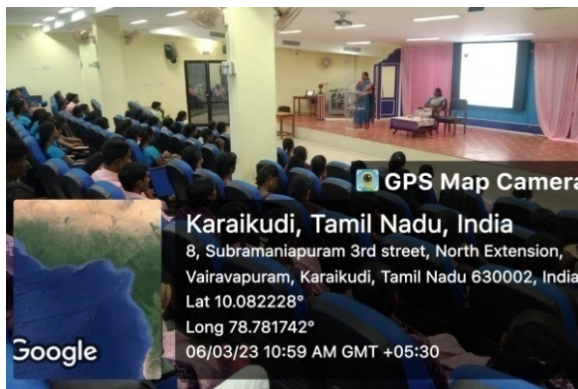 GPS Map Camera
Karaikudi, Tamil Nadu, India
8, Subramaniapuram 3rd street, North Extension,
Vairavapuram, Karaikudi, Tamil Nadu 630002, India
Lat 10.082228°
Long 78.781742°
06/03/23 10:59 AM GMT +05:30
Google